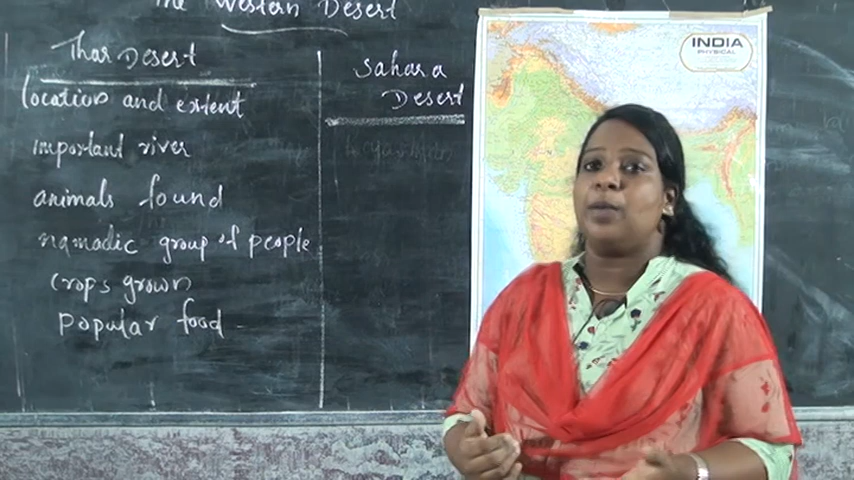 The Western Desert
Thar Desert
location and extent
important river
animals found
namadic group of people
Crops grown
Popular food
Sahara
Desert
INDIA
PHYSICAL